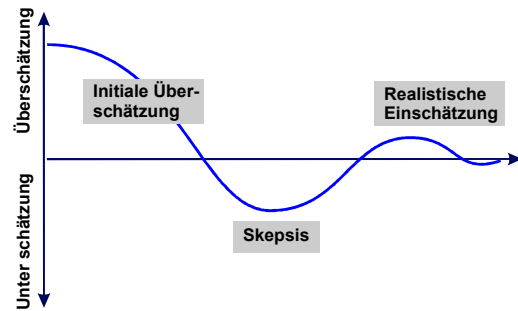 Überschätzung
Initiale Über-
schätzung
Realistische
Einschätzung
Unter schätzung
Skepsis